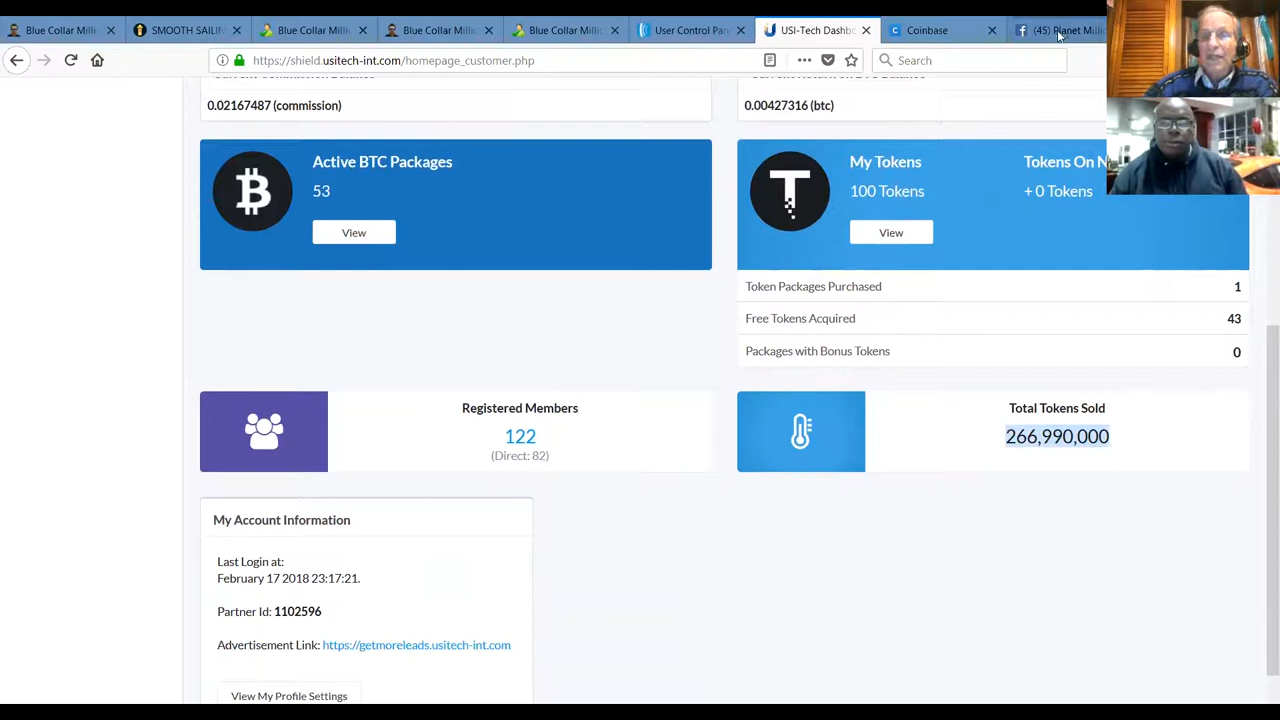 Blue Collar Milli
SMOOTH SAILIN
Blue Collar Milli
Blue Collar Milli
User Control Pan
USI-Tech Dashbo
Coinbase
(45) Planet Milli
https://shield.usitech-int.com/homepage_customer.php
Search
0.02167487 (commission)
0.00427316 (btc)
Active BTC Packages
53
View
My Tokens
100 Tokens
View
Tokens On N
+ 0 Tokens
Token Packages Purchased 1
Free Tokens Acquired 43
Packages with Bonus Tokens 0
Registered Members
122
(Direct: 82)
Total Tokens Sold
266,990,000
My Account Information
Last Login at:
February 17 2018 23:17:21.
Partner Id: 1102596
Advertisement Link: https://getmoreleads.usitech-int.com
View My Profile Settings